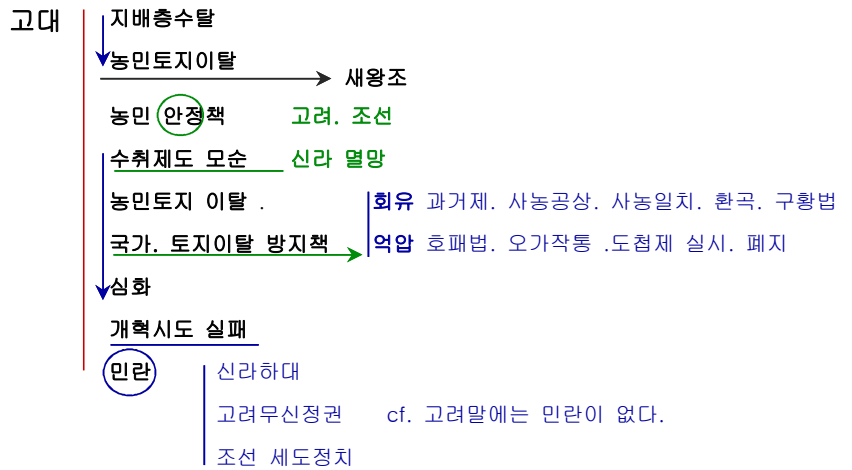 고대 지배층수탈
농민토지이탈
새왕조
농민 안정책 고려. 조선
수취제도 모순 신라 멸망
농민토지 이탈 . 회유 과거제. 사농공상. 사농일치. 환곡. 구황법
국가. 토지이탈 방지책 억압 호패법. 오가작통 .도첩제 실시. 폐지
심화
개혁시도 실패
민란 신라하대
고려무신정권 cf. 고려말에는 민란이 없다.
조선 세도정치